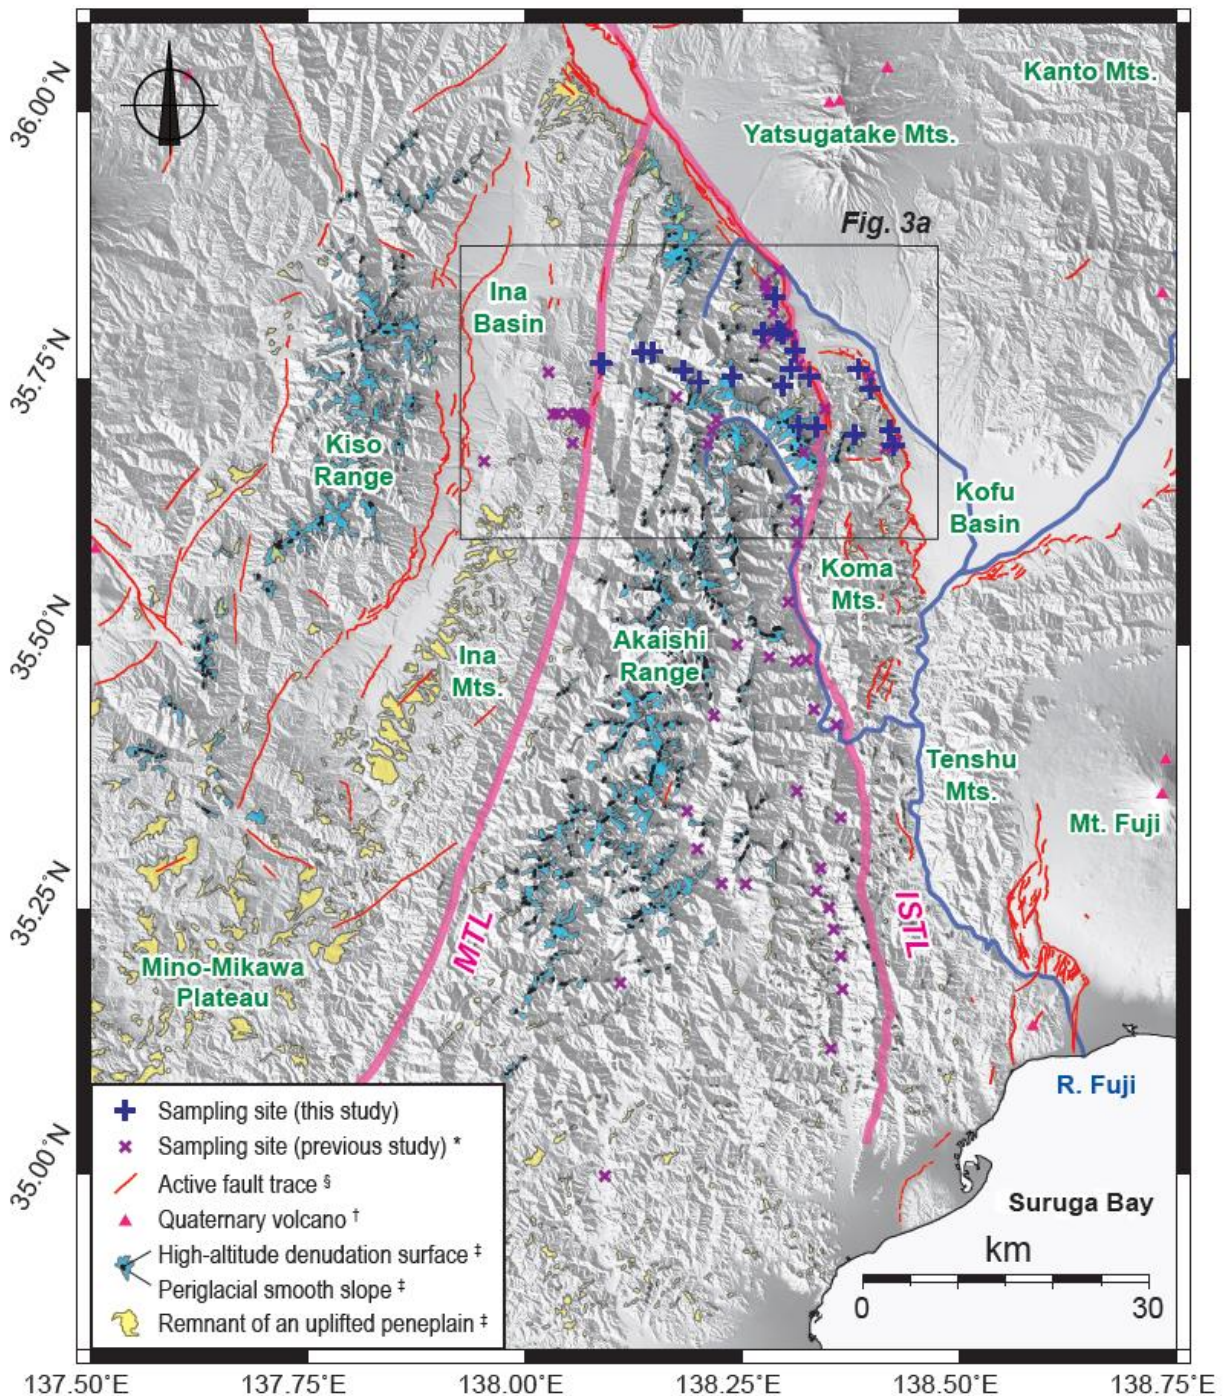 36.00°N
35.75°N
35.50°N
35.25°N
35.00°N
Kanto Mts.
Yatsugatake Mts.
Fig. 3a
Ina
Basin
Kiso
Range
Kofu
Basin
Koma
Mts.
Akaishi
Range
Ina
Mts.
Tenshu
Mts.
Mt. Fuji
MTL
ISTL
Mino-Mikawa
Plateau
R. Fuji
Suruga Bay
km
0 30
Sampling site (this study)
Sampling site (previous study) *
Active fault trace §
Quaternary volcano †
High-altitude denudation surface ‡
Periglacial smooth slope ‡
Remnant of an uplifted peneplain ‡
137.50°E 137.75°E 138.00°E 138.25°E 138.50°E 138.75°E